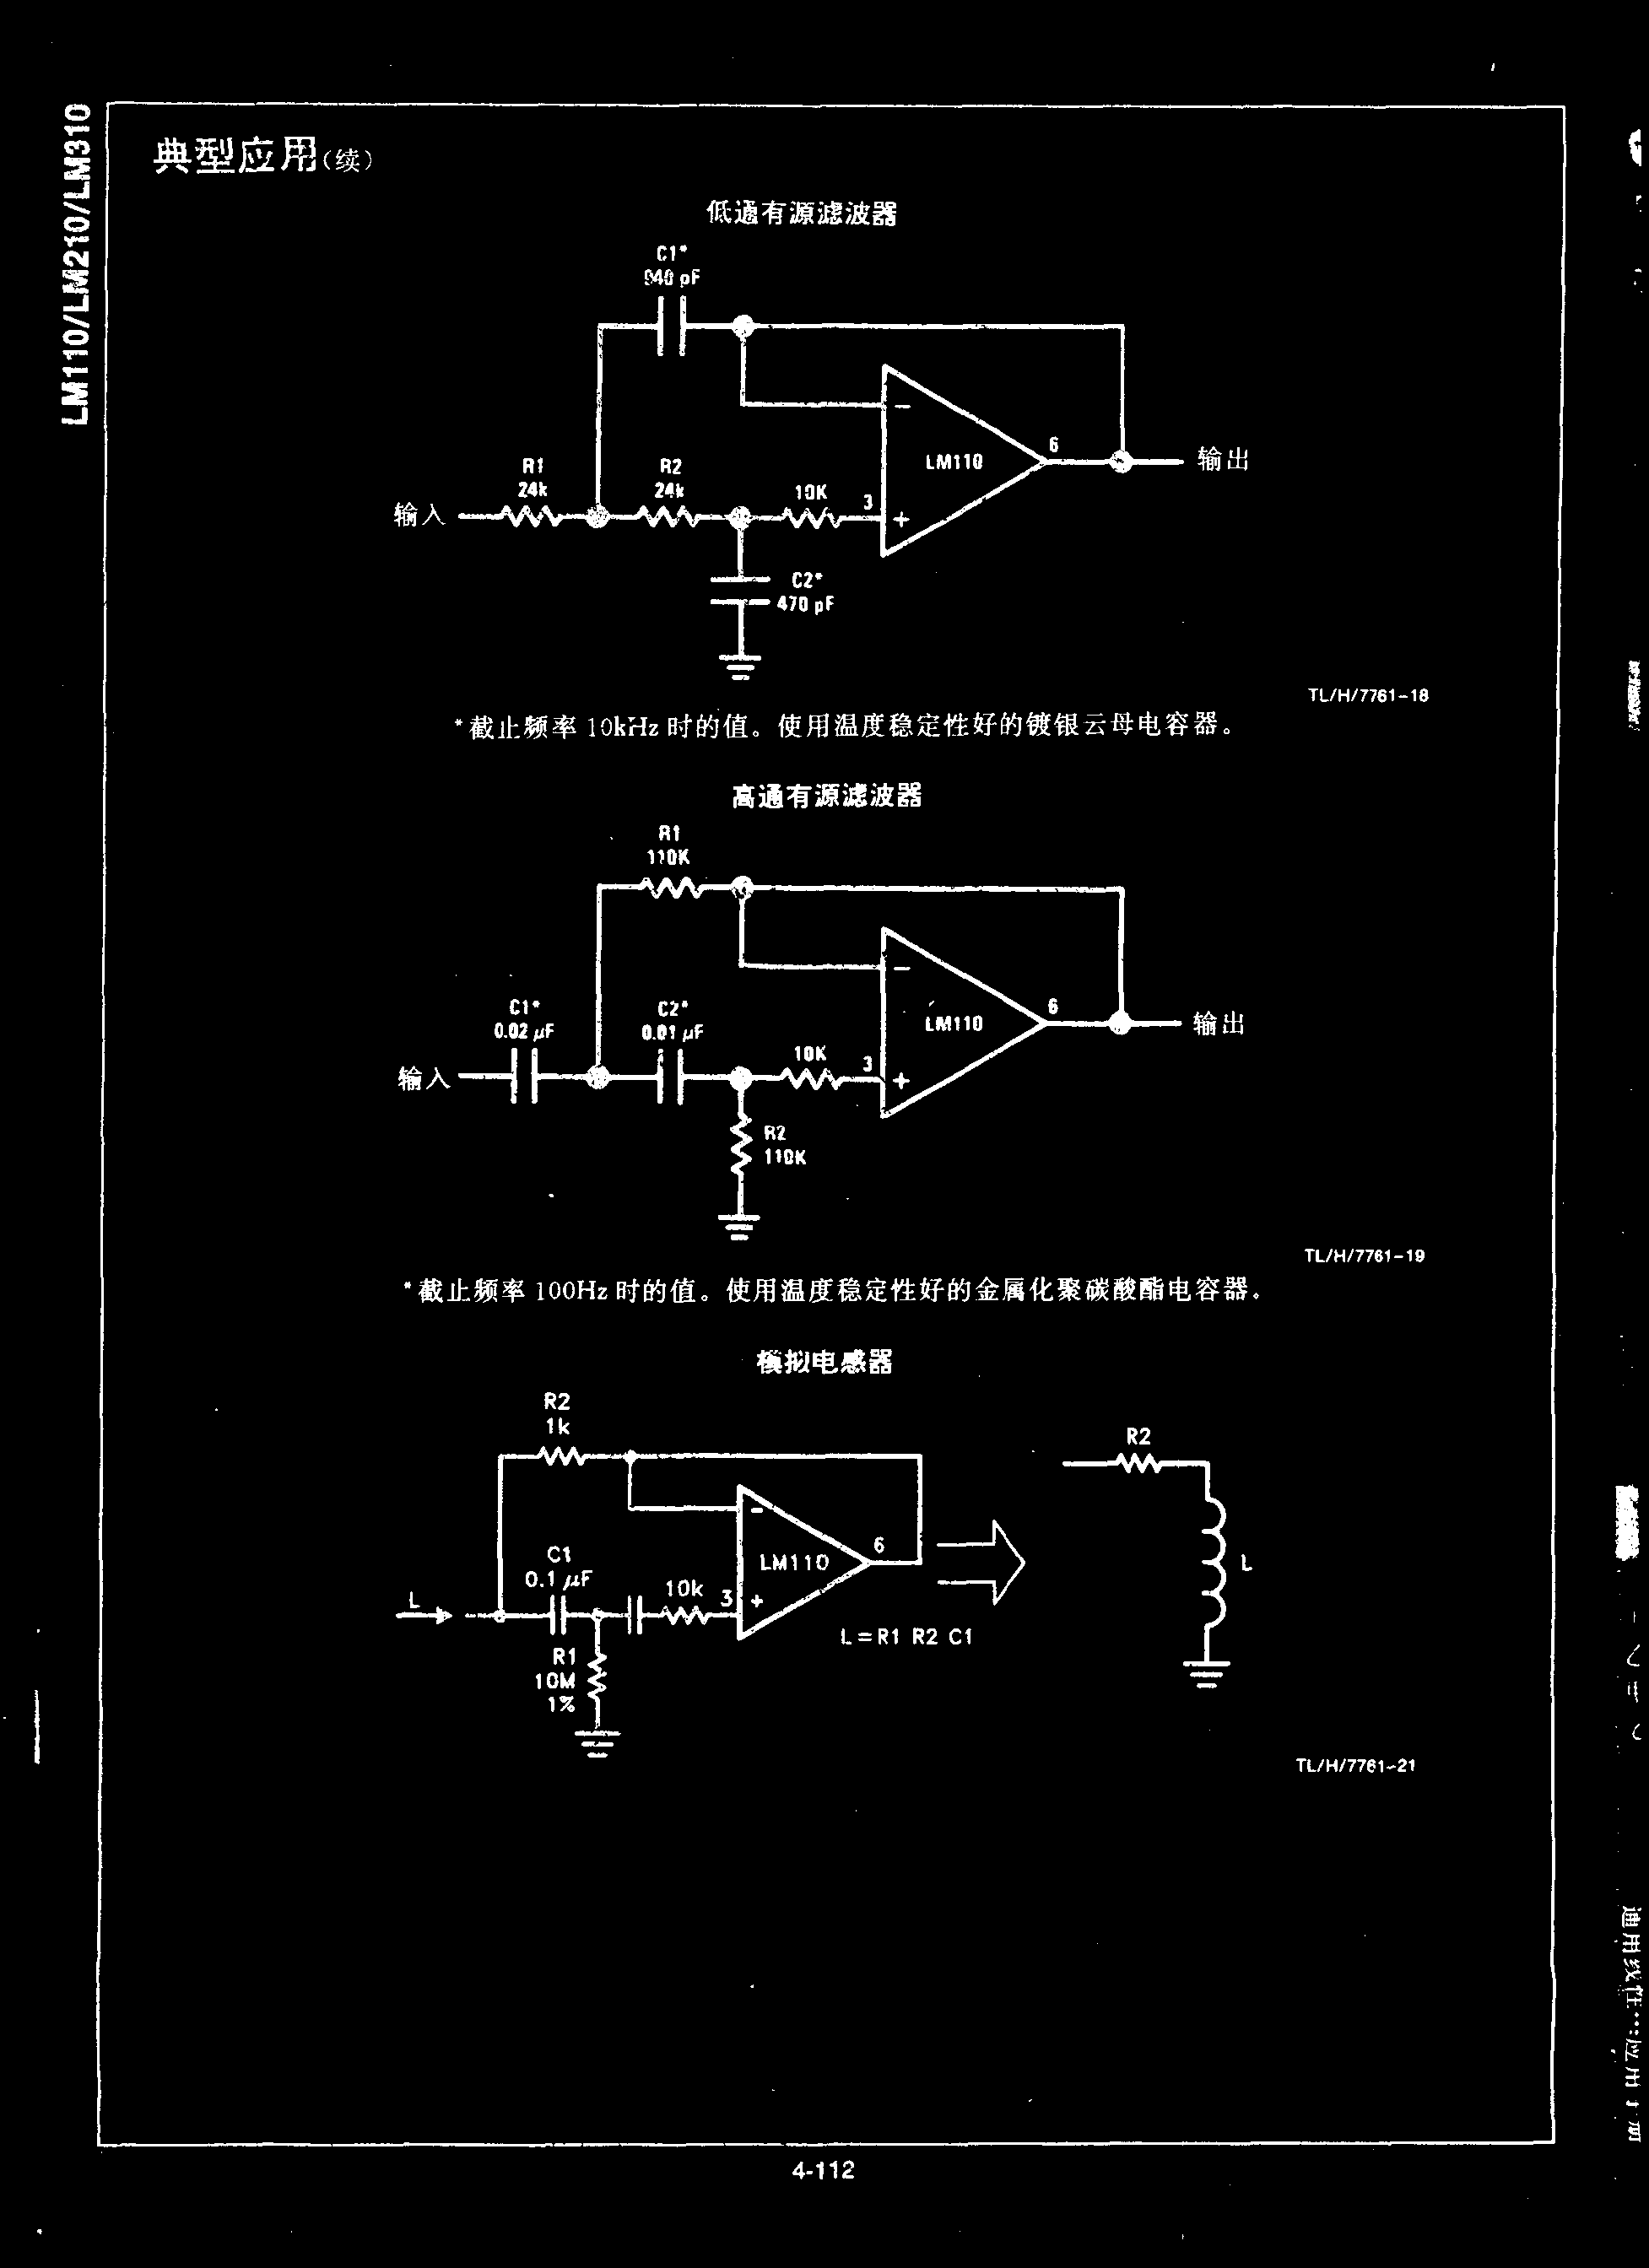 LM110/LM210/LM310
典型应用(续)
低通有源滤波器
C1*
940 pF
R1
24k
R2
24k
10K
3
6
-
+
LM110
输入
输出
C2*
470 pF
TL/H/7761-18
*截止频率 10kHz 时的值。使用温度稳定性好的镀银云母电容器。
高通有源滤波器
R1
110K
C1*
0.02 μF
C2*
0.01 μF
10K
3
6
-
+
LM110
输入
输出
R2
110K
TL/H/7761-19
*截止频率 100Hz 时的值。使用温度稳定性好的金属化聚碳酸酯电容器。
模拟电感器
R2
1k
C1
0.1 μF
L
10k
3
6
-
+
LM110
R1
10M
1%
L=R1 R2 C1
R2
L
TL/H/7761-21
4-112